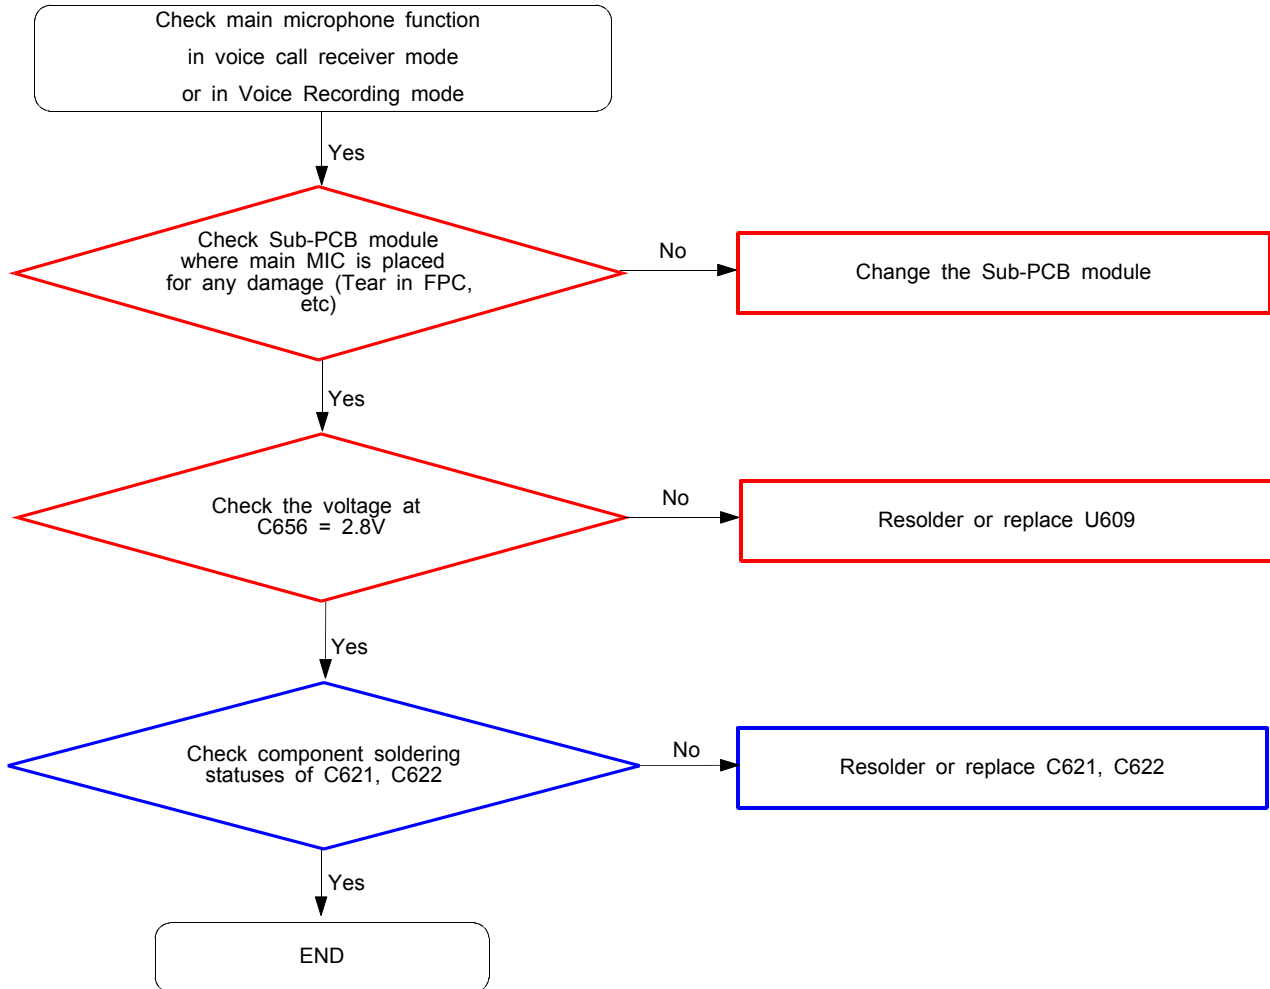 Check main microphone function
in voice call receiver mode
or in Voice Recording mode
Yes
Check Sub-PCB module
where main MIC is placed
for any damage (Tear in FPC,
etc)
No
Change the Sub-PCB module
Yes
Check the voltage at
C656 = 2.8V
No
Resolder or replace U609
Yes
Check component soldering
statuses of C621, C622
No
Resolder or replace C621, C622
Yes
END